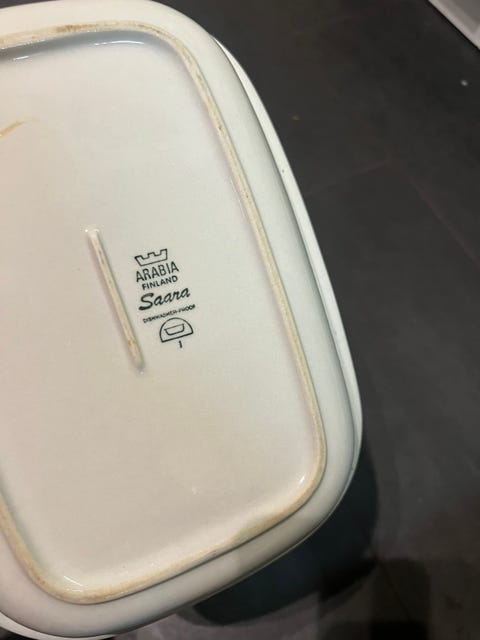 ARABIA
FINLAND
Saara
DISHWASHER-PROOF
1